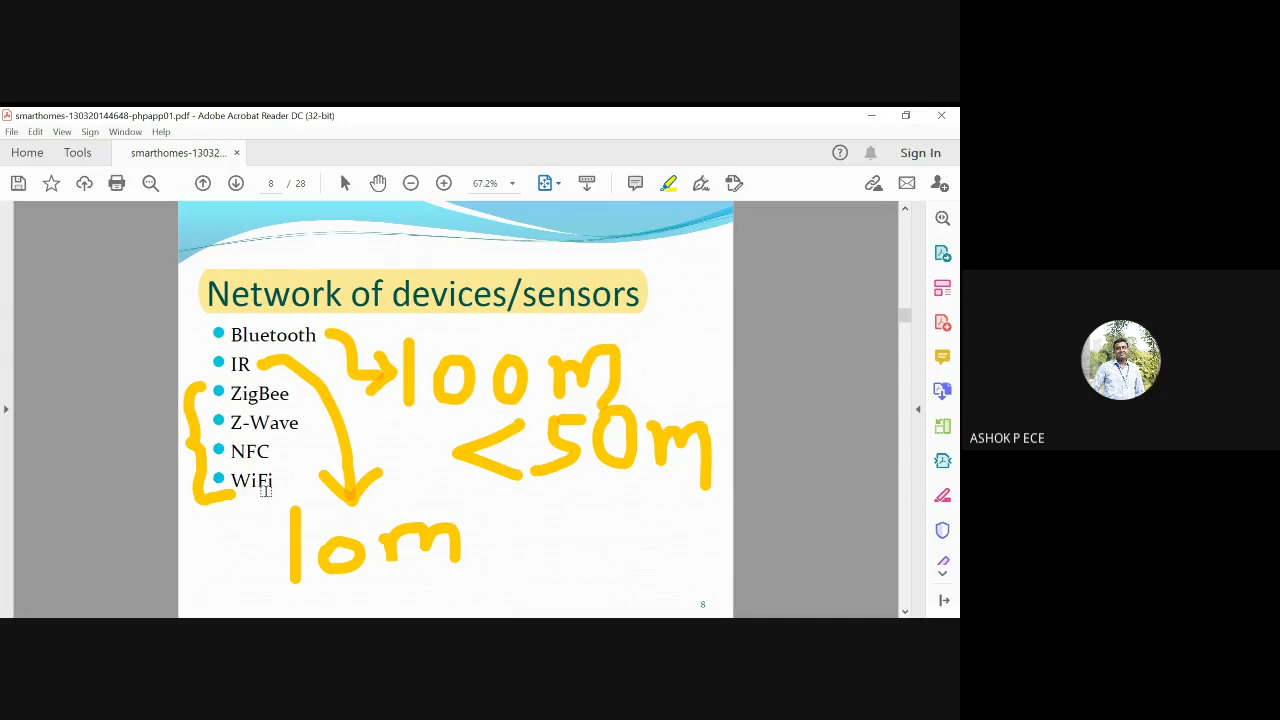 smarthomes-130320144648-phpapp01.pdf - Adobe Acrobat Reader DC (32-bit)
File Edit View Sign Window Help
Home Tools smarthomes-13032... × Sign In
8 / 28 67.2%
Network of devices/sensors
Bluetooth
IR
100m
ZigBee
Z-Wave
<50m
NFC
WiFi
10m
8
ASHOK P ECE